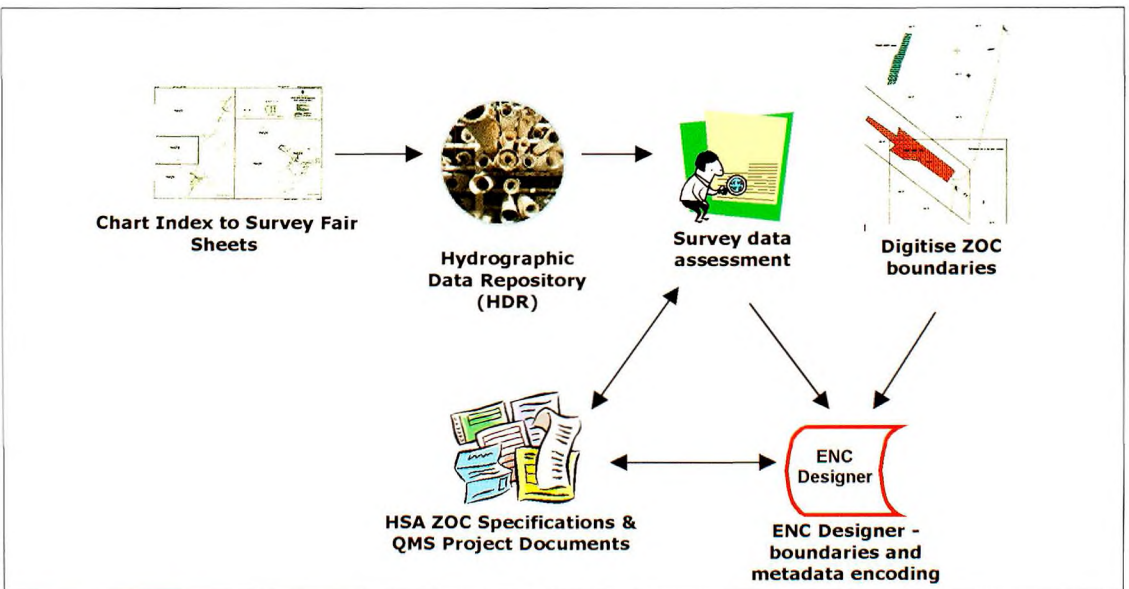 Chart Index to Survey Fair
Sheets
Hydrographic
Data Repository
(HDR)
Survey data
assessment
Digitise ZOC
boundaries
HSA ZOC Specifications &
QMS Project Documents
ENC
Designer
ENC Designer -
boundaries and
metadata encoding